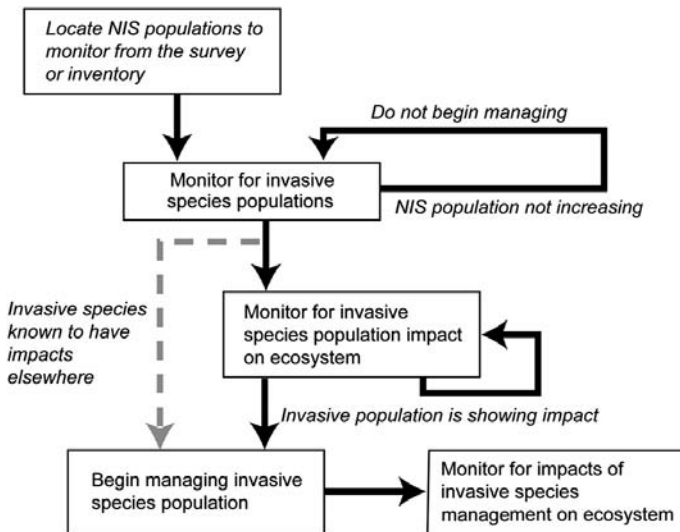 Locate NIS populations to
monitor from the survey
or inventory
Do not begin managing
Monitor for invasive
species populations
NIS population not increasing
Invasive species
known to have
impacts
elsewhere
Monitor for invasive
species population impact
on ecosystem
Invasive population is showing impact
Begin managing invasive
species population
Monitor for impacts of
invasive species
management on ecosystem